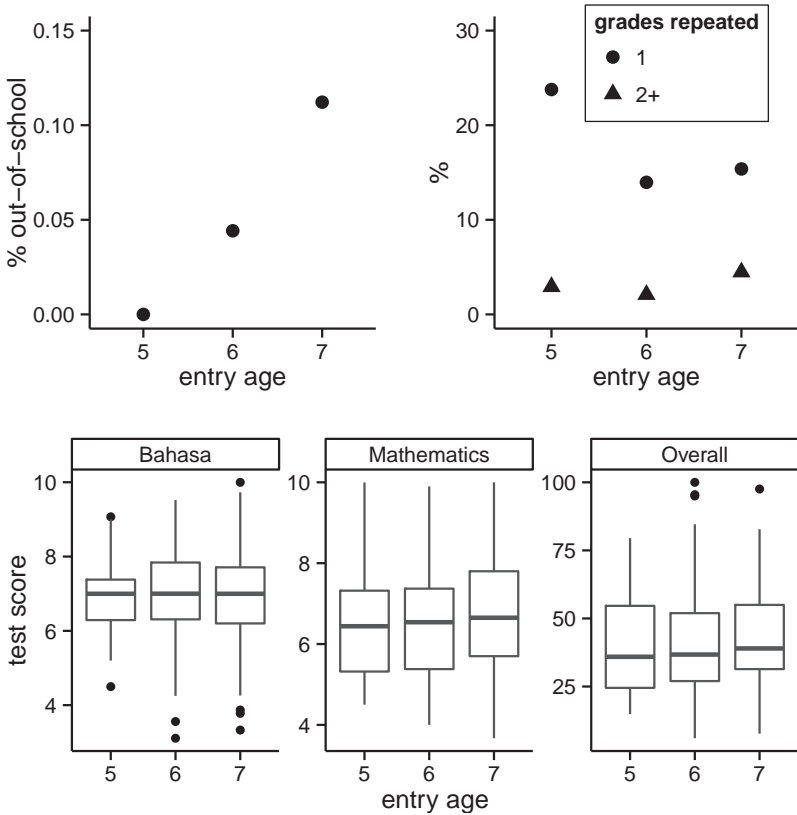 % out−of−school
0.15
0.10
0.05
0.00
5 6 7
entry age
%
30
20
10
0
grades repeated
1
2+
5 6 7
entry age
test score
Bahasa
10
8
6
4
5 6 7
Mathematics
10
8
6
4
5 6 7
Overall
100
75
50
25
5 6 7
entry age